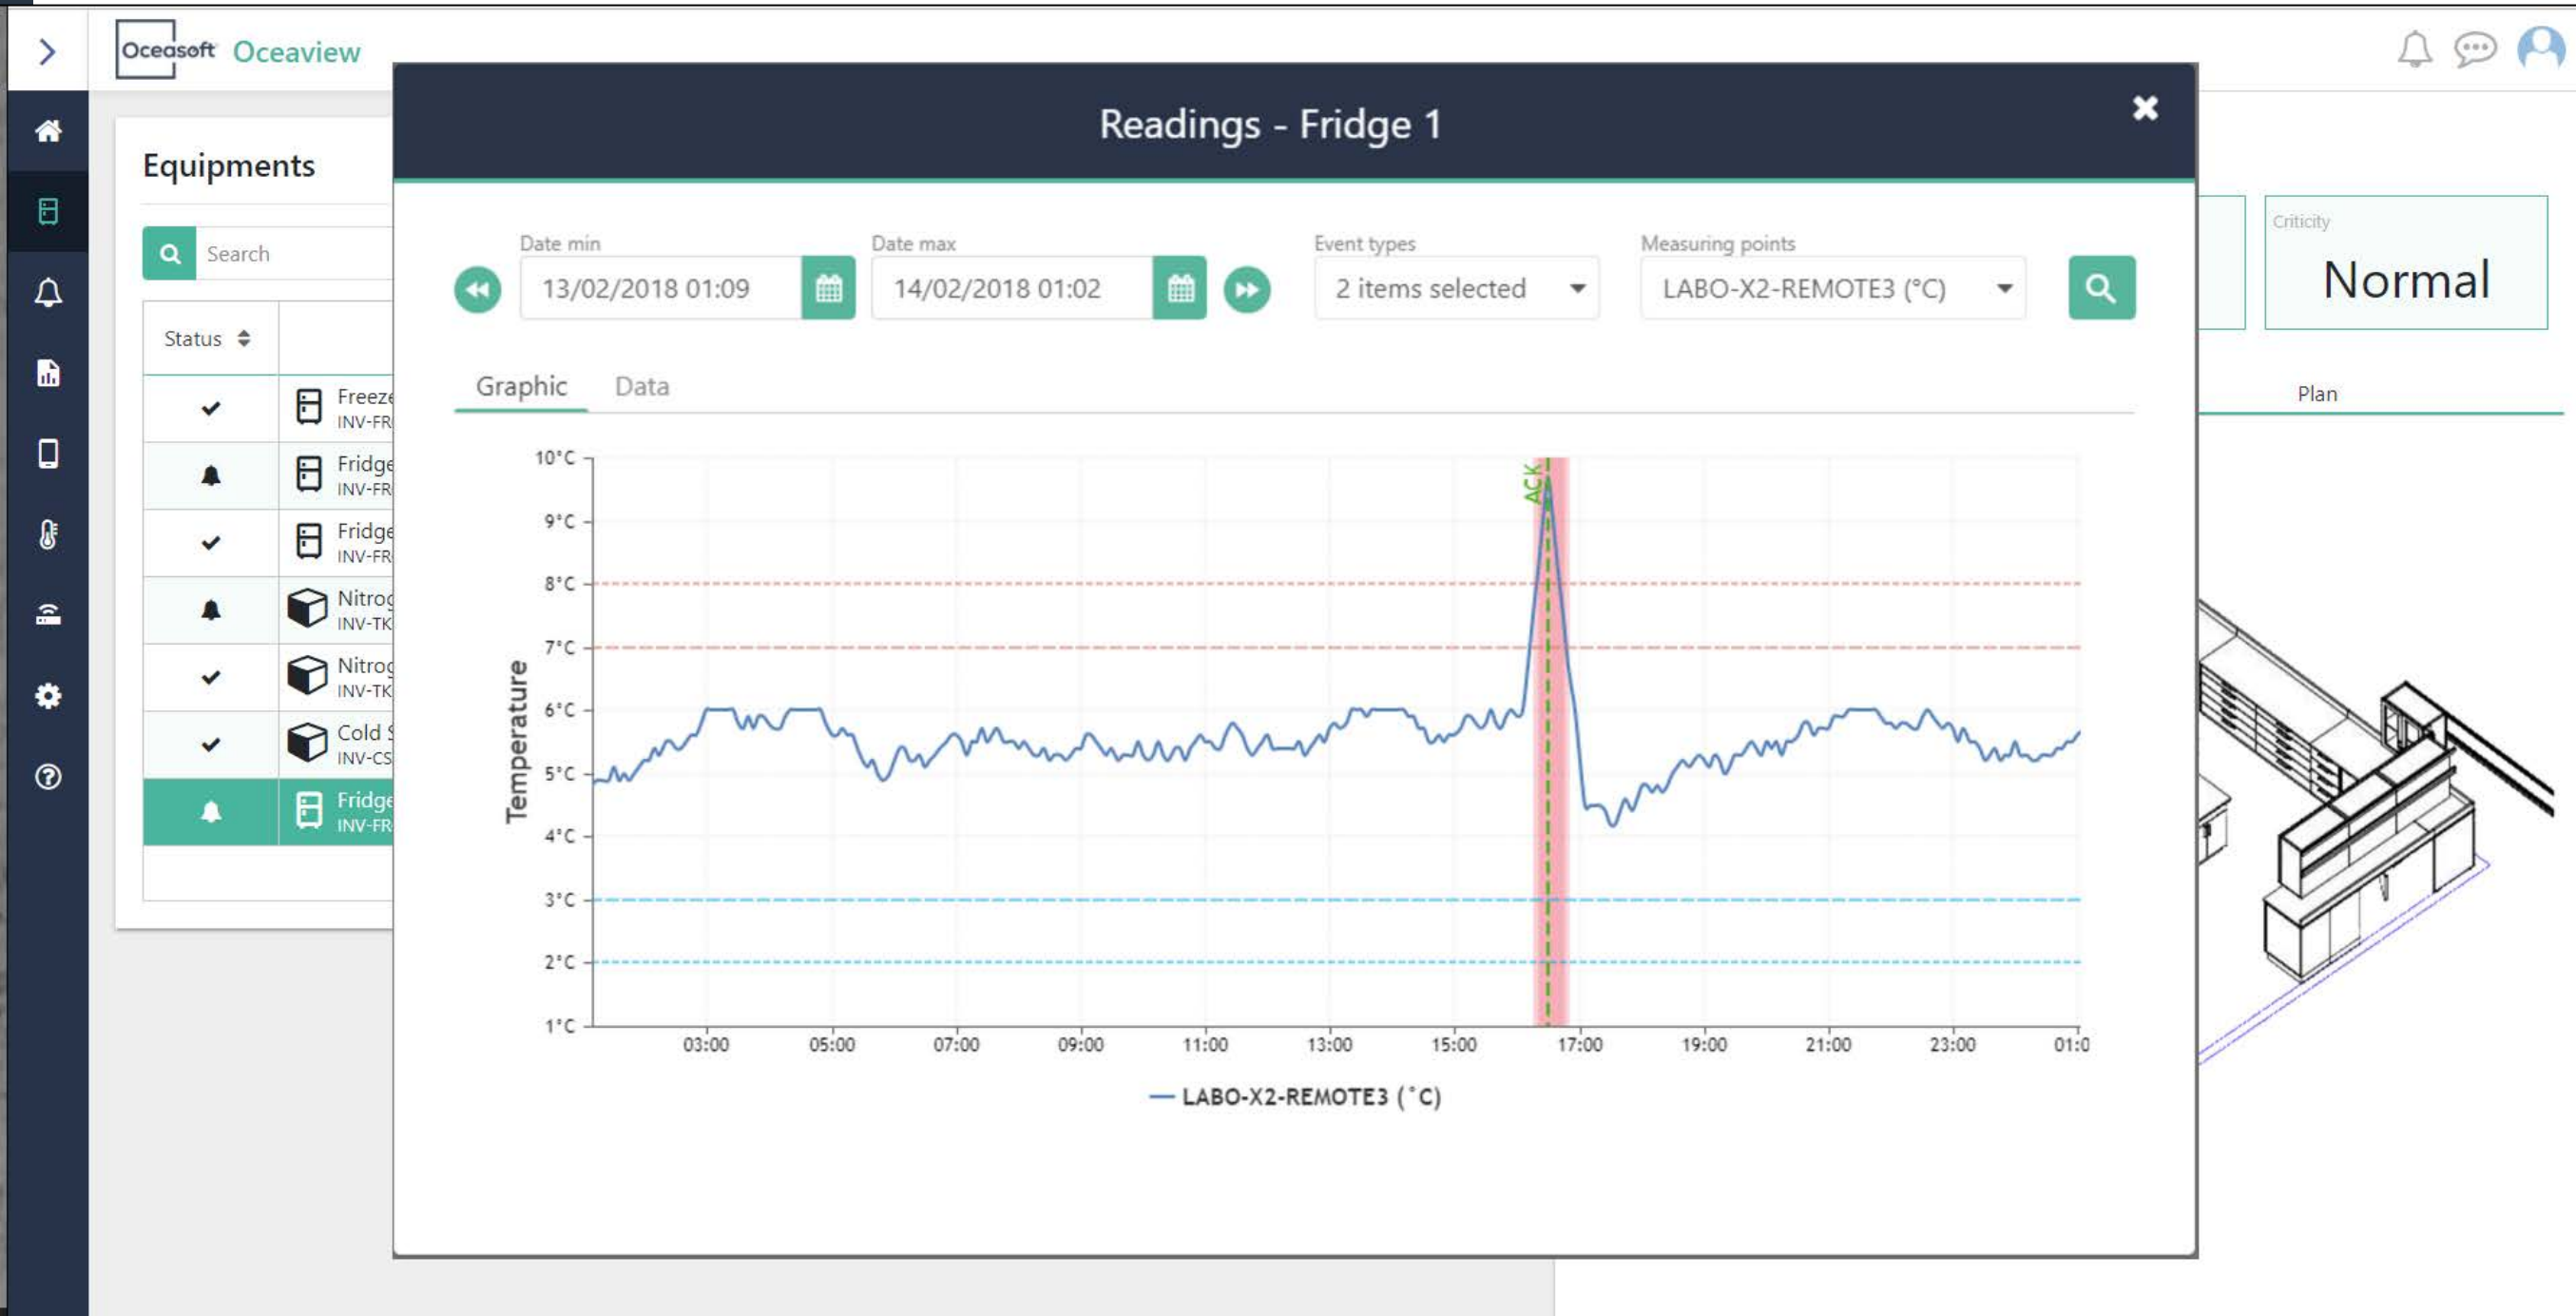 Oceasoft Oceaview
Equipments
Search
Status
INV-FR
Fridge
INV-FR
Fridge
INV-FR
INV-TK
INV-TK
Cold
INV-CS
Fridge
INV-FR
Readings - Fridge 1
Date min
13/02/2018 01:09
Date max
14/02/2018 01:02
Event types
2 items selected
Measuring points
LABO-X2-REMOTE3 (°C)
Graphic Data
Temperature
10°C
9°C
8°C
7°C
6°C
5°C
4°C
3°C
2°C
1°C
ACK
03:00 05:00 07:00 09:00 11:00 13:00 15:00 17:00 19:00 21:00 23:00 01:0
LABO-X2-REMOTE3 (°C)
Criticity
Normal
Plan